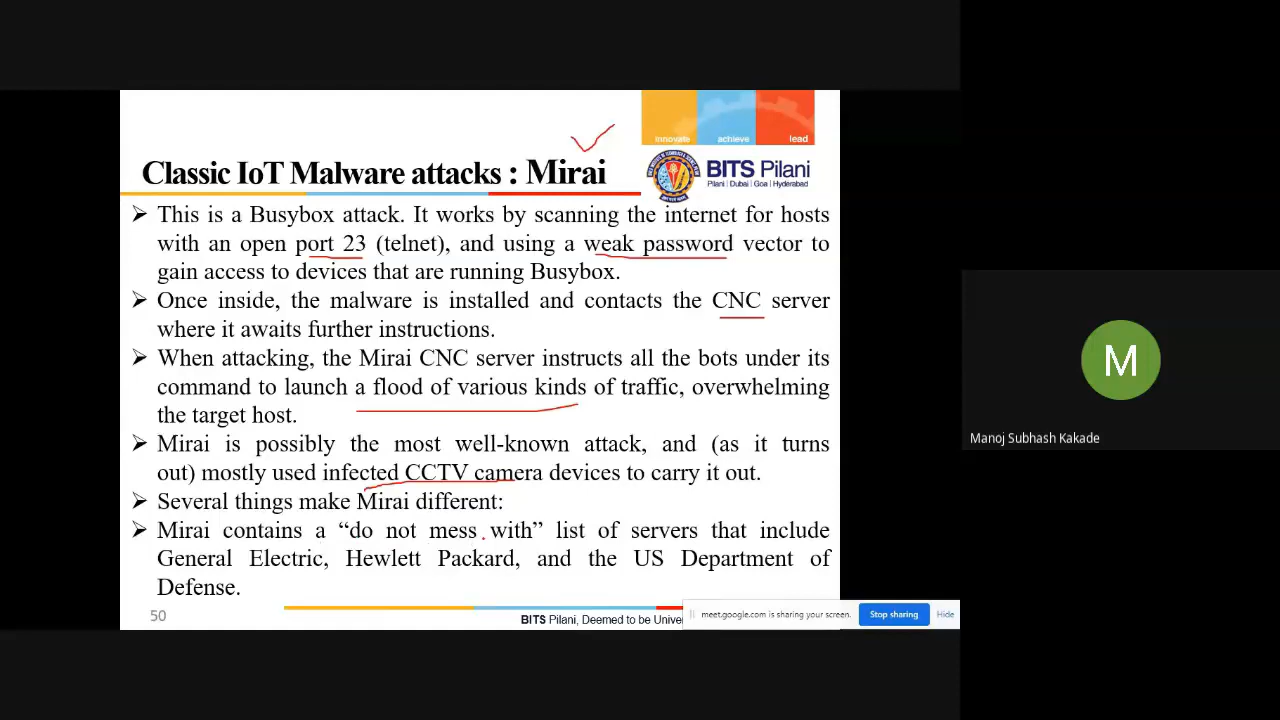 innovate achieve lead
Classic IoT Malware attacks : Mirai
BITS Pilani
Pilani | Dubai | Goa | Hyderabad
➢ This is a Busybox attack. It works by scanning the internet for hosts
with an open port 23 (telnet), and using a weak password vector to
gain access to devices that are running Busybox.
➢ Once inside, the malware is installed and contacts the CNC server
where it awaits further instructions.
➢ When attacking, the Mirai CNC server instructs all the bots under its
command to launch a flood of various kinds of traffic, overwhelming
the target host.
➢ Mirai is possibly the most well-known attack, and (as it turns
out) mostly used infected CCTV camera devices to carry it out.
➢ Several things make Mirai different:
➢ Mirai contains a “do not mess with” list of servers that include
General Electric, Hewlett Packard, and the US Department of
Defense.
50
BITS Pilani, Deemed to be Univer
meet.google.com is sharing your screen. Stop sharing Hide
M
Manoj Subhash Kakade